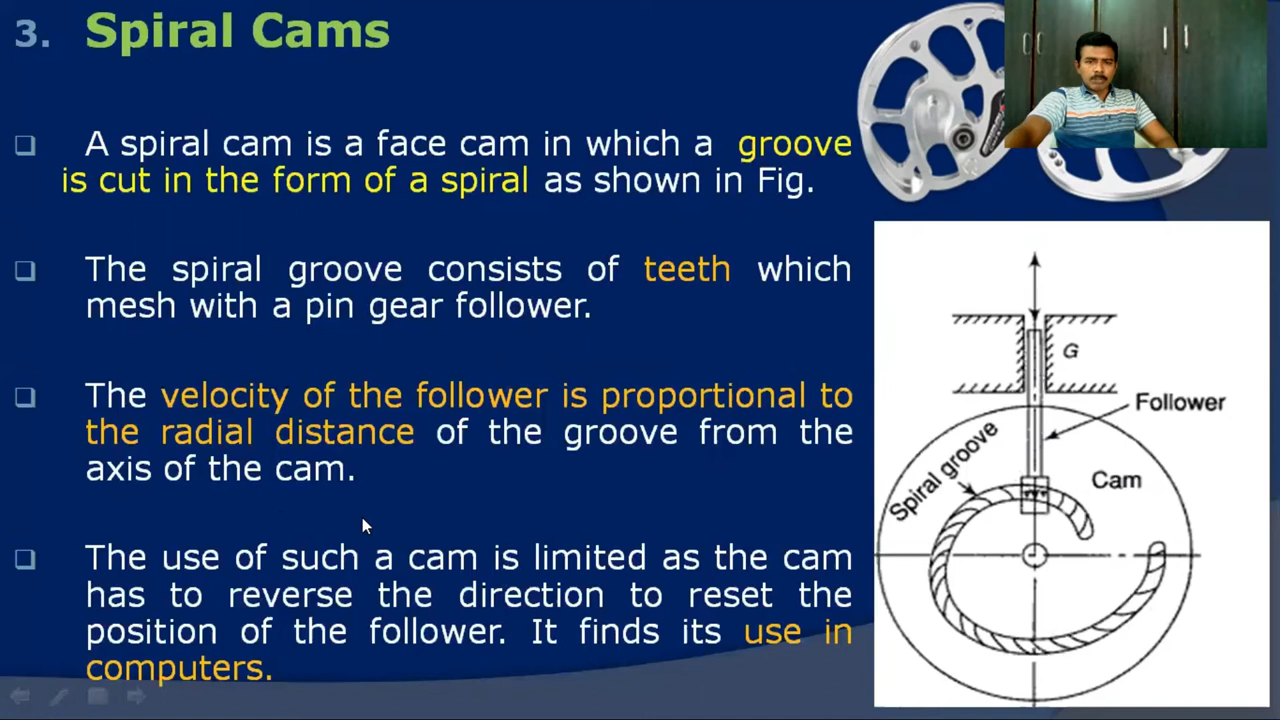 3. Spiral Cams
A spiral cam is a face cam in which a groove
is cut in the form of a spiral as shown in Fig.
The spiral groove consists of teeth which
mesh with a pin gear follower.
The velocity of the follower is proportional to
the radial distance of the groove from the
axis of the cam.
The use of such a cam is limited as the cam
has to reverse the direction to reset the
position of the follower. It finds its use in
computers.
G
Follower
Spiral groove
Cam